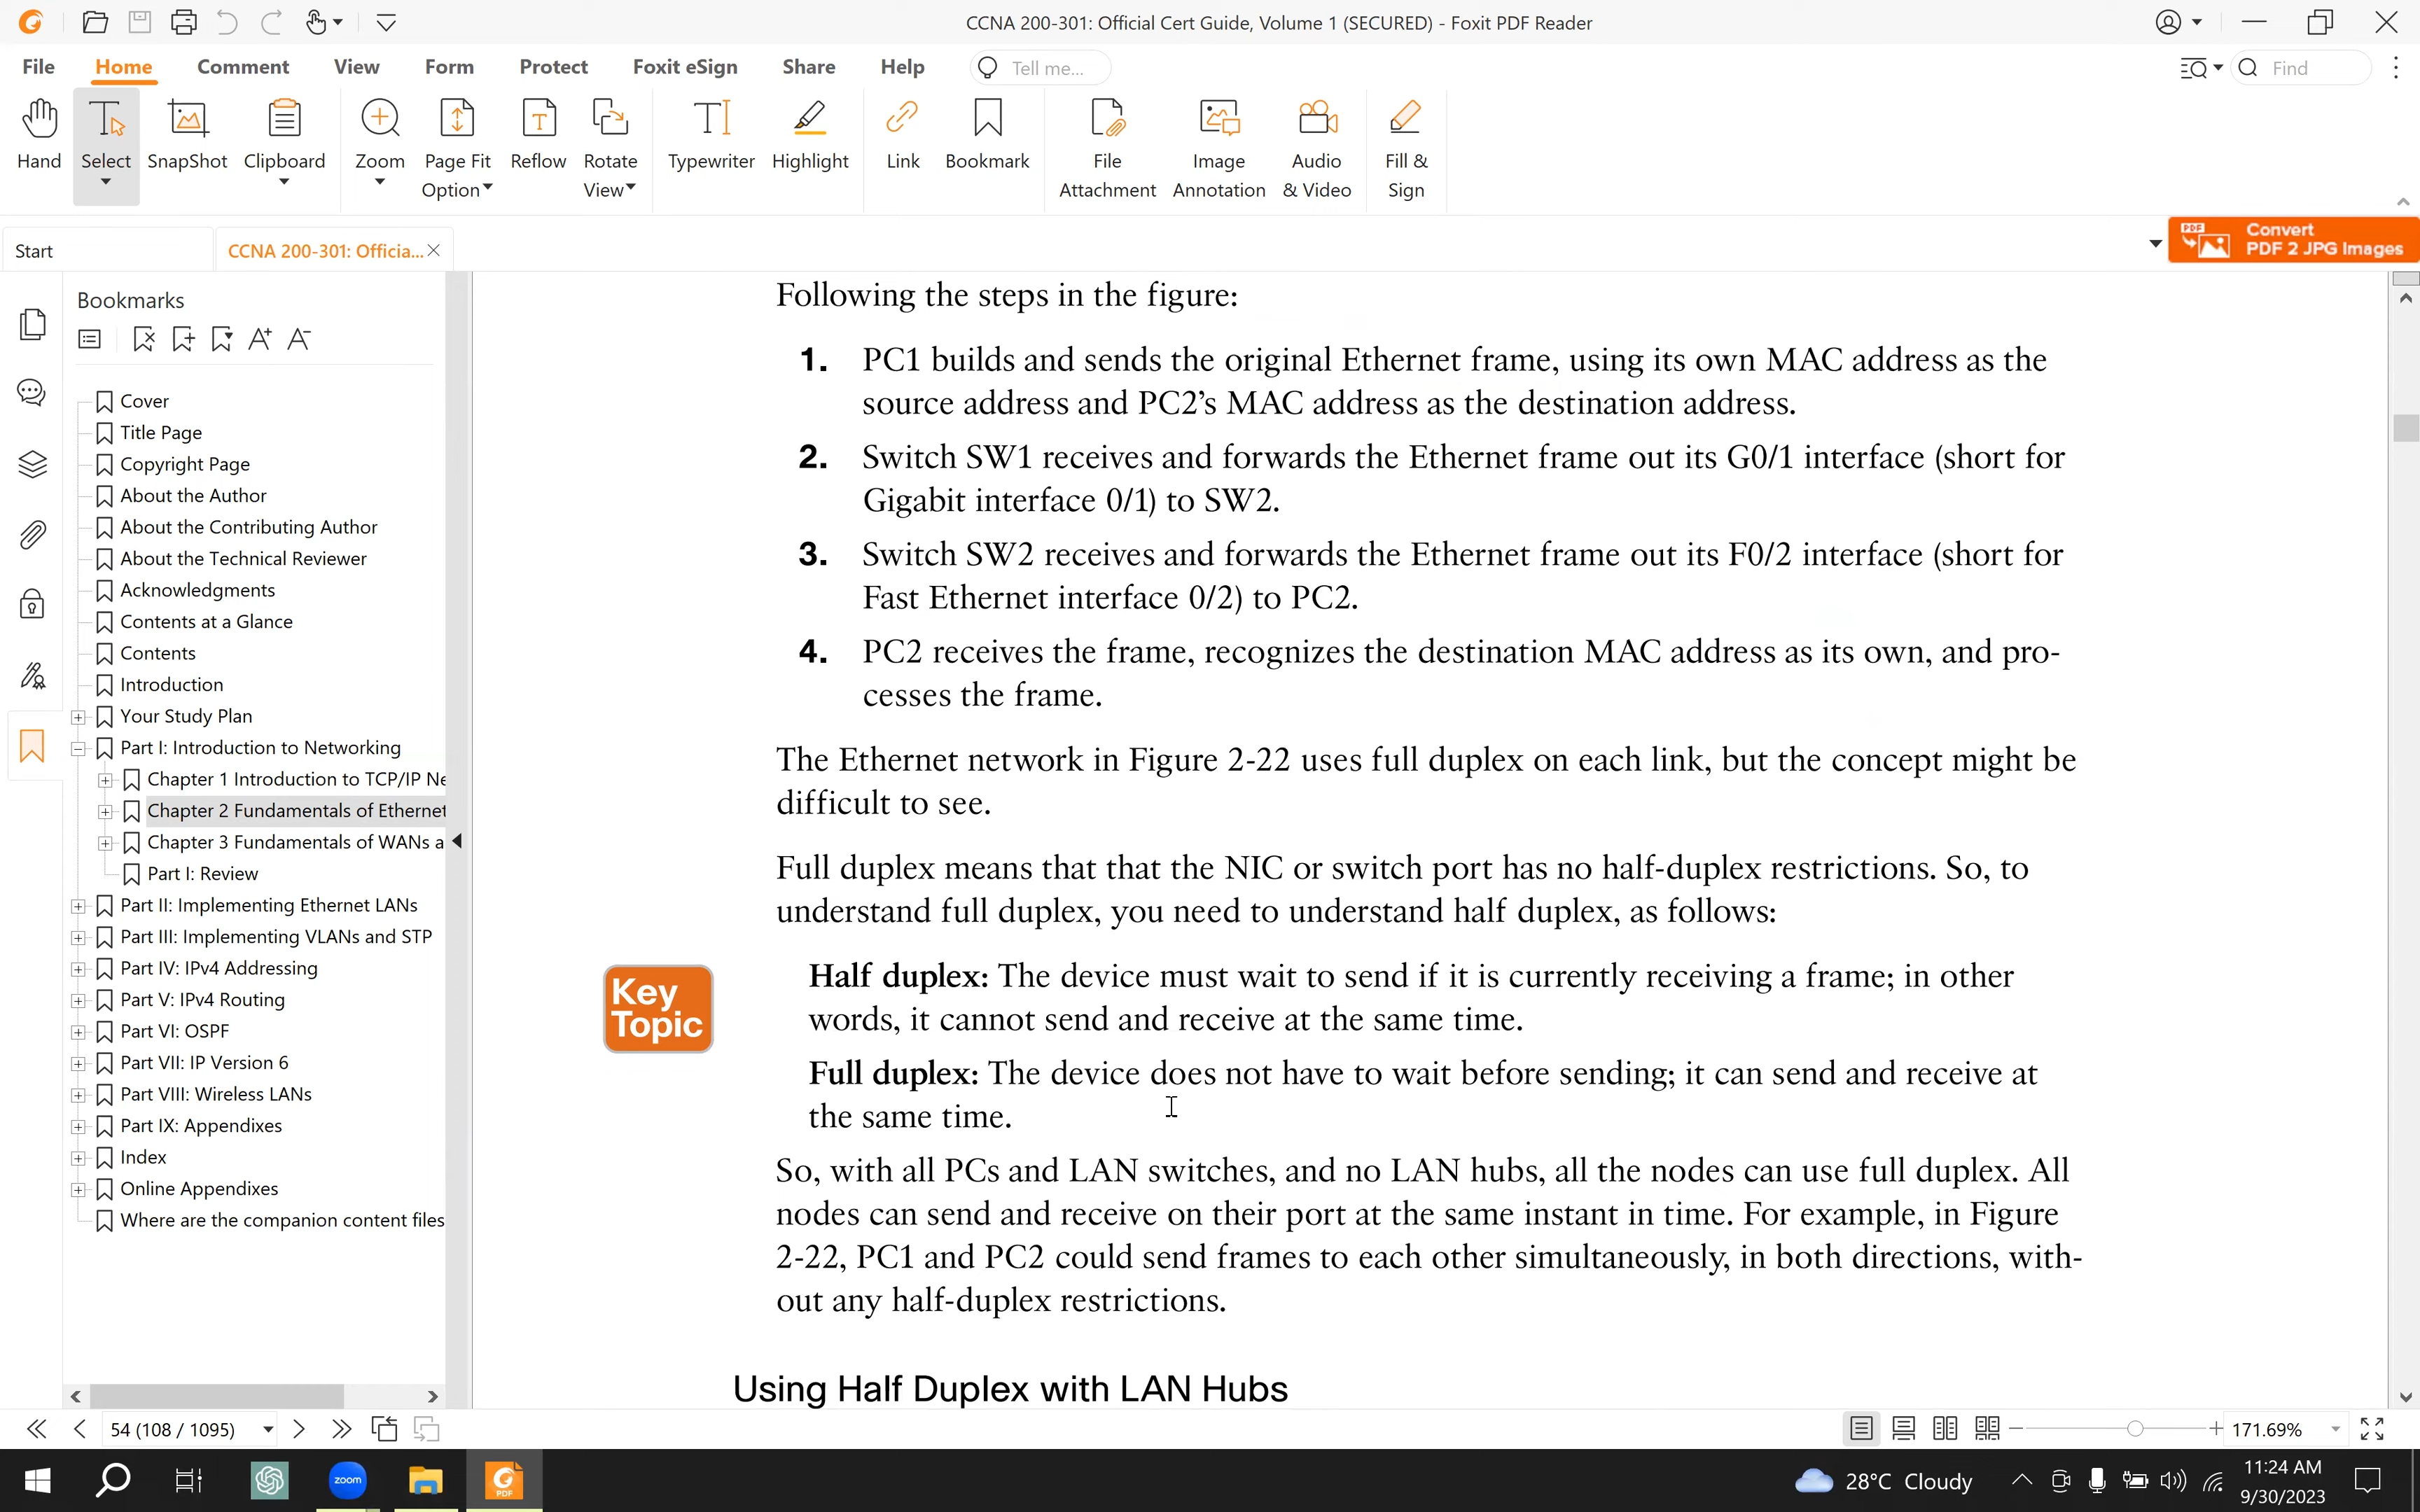 CCNA 200-301: Official Cert Guide, Volume 1 (SECURED) - Foxit PDF Reader
File
Home
Comment
View
Form
Protect
Foxit eSign
Share
Help
Tell me...
Find
Hand
Select
SnapShot
Clipboard
Zoom
Page Fit
Option
Reflow
Rotate
View
Typewriter
Highlight
Link
Bookmark
File
Attachment
Image
Annotation
Audio
& Video
Fill &
Sign
Start
CCNA 200-301: Officia...
PDF
Convert
PDF 2 JPG Images
Bookmarks
Cover
Title Page
Copyright Page
About the Author
About the Contributing Author
About the Technical Reviewer
Acknowledgments
Contents at a Glance
Contents
Introduction
Your Study Plan
Part I: Introduction to Networking
Chapter 1 Introduction to TCP/IP Ne
Chapter 2 Fundamentals of Ethernet
Chapter 3 Fundamentals of WANs a
Part I: Review
Part II: Implementing Ethernet LANs
Part III: Implementing VLANs and STP
Part IV: IPv4 Addressing
Part V: IPv4 Routing
Part VI: OSPF
Part VII: IP Version 6
Part VIII: Wireless LANs
Part IX: Appendixes
Index
Online Appendixes
Where are the companion content files
Following the steps in the figure:
1. PC1 builds and sends the original Ethernet frame, using its own MAC address as the
source address and PC2's MAC address as the destination address.
2. Switch SW1 receives and forwards the Ethernet frame out its G0/1 interface (short for
Gigabit interface 0/1) to SW2.
3. Switch SW2 receives and forwards the Ethernet frame out its F0/2 interface (short for
Fast Ethernet interface 0/2) to PC2.
4. PC2 receives the frame, recognizes the destination MAC address as its own, and pro-
cesses the frame.
The Ethernet network in Figure 2-22 uses full duplex on each link, but the concept might be
difficult to see.
Full duplex means that that the NIC or switch port has no half-duplex restrictions. So, to
understand full duplex, you need to understand half duplex, as follows:
Key
Topic
Half duplex: The device must wait to send if it is currently receiving a frame; in other
words, it cannot send and receive at the same time.
Full duplex: The device does not have to wait before sending; it can send and receive at
the same time.
So, with all PCs and LAN switches, and no LAN hubs, all the nodes can use full duplex. All
nodes can send and receive on their port at the same instant in time. For example, in Figure
2-22, PC1 and PC2 could send frames to each other simultaneously, in both directions, with-
out any half-duplex restrictions.
Using Half Duplex with LAN Hubs
54 (108 / 1095)
171.69%
zoom
PDF
28°C Cloudy
11:24 AM
9/30/2023